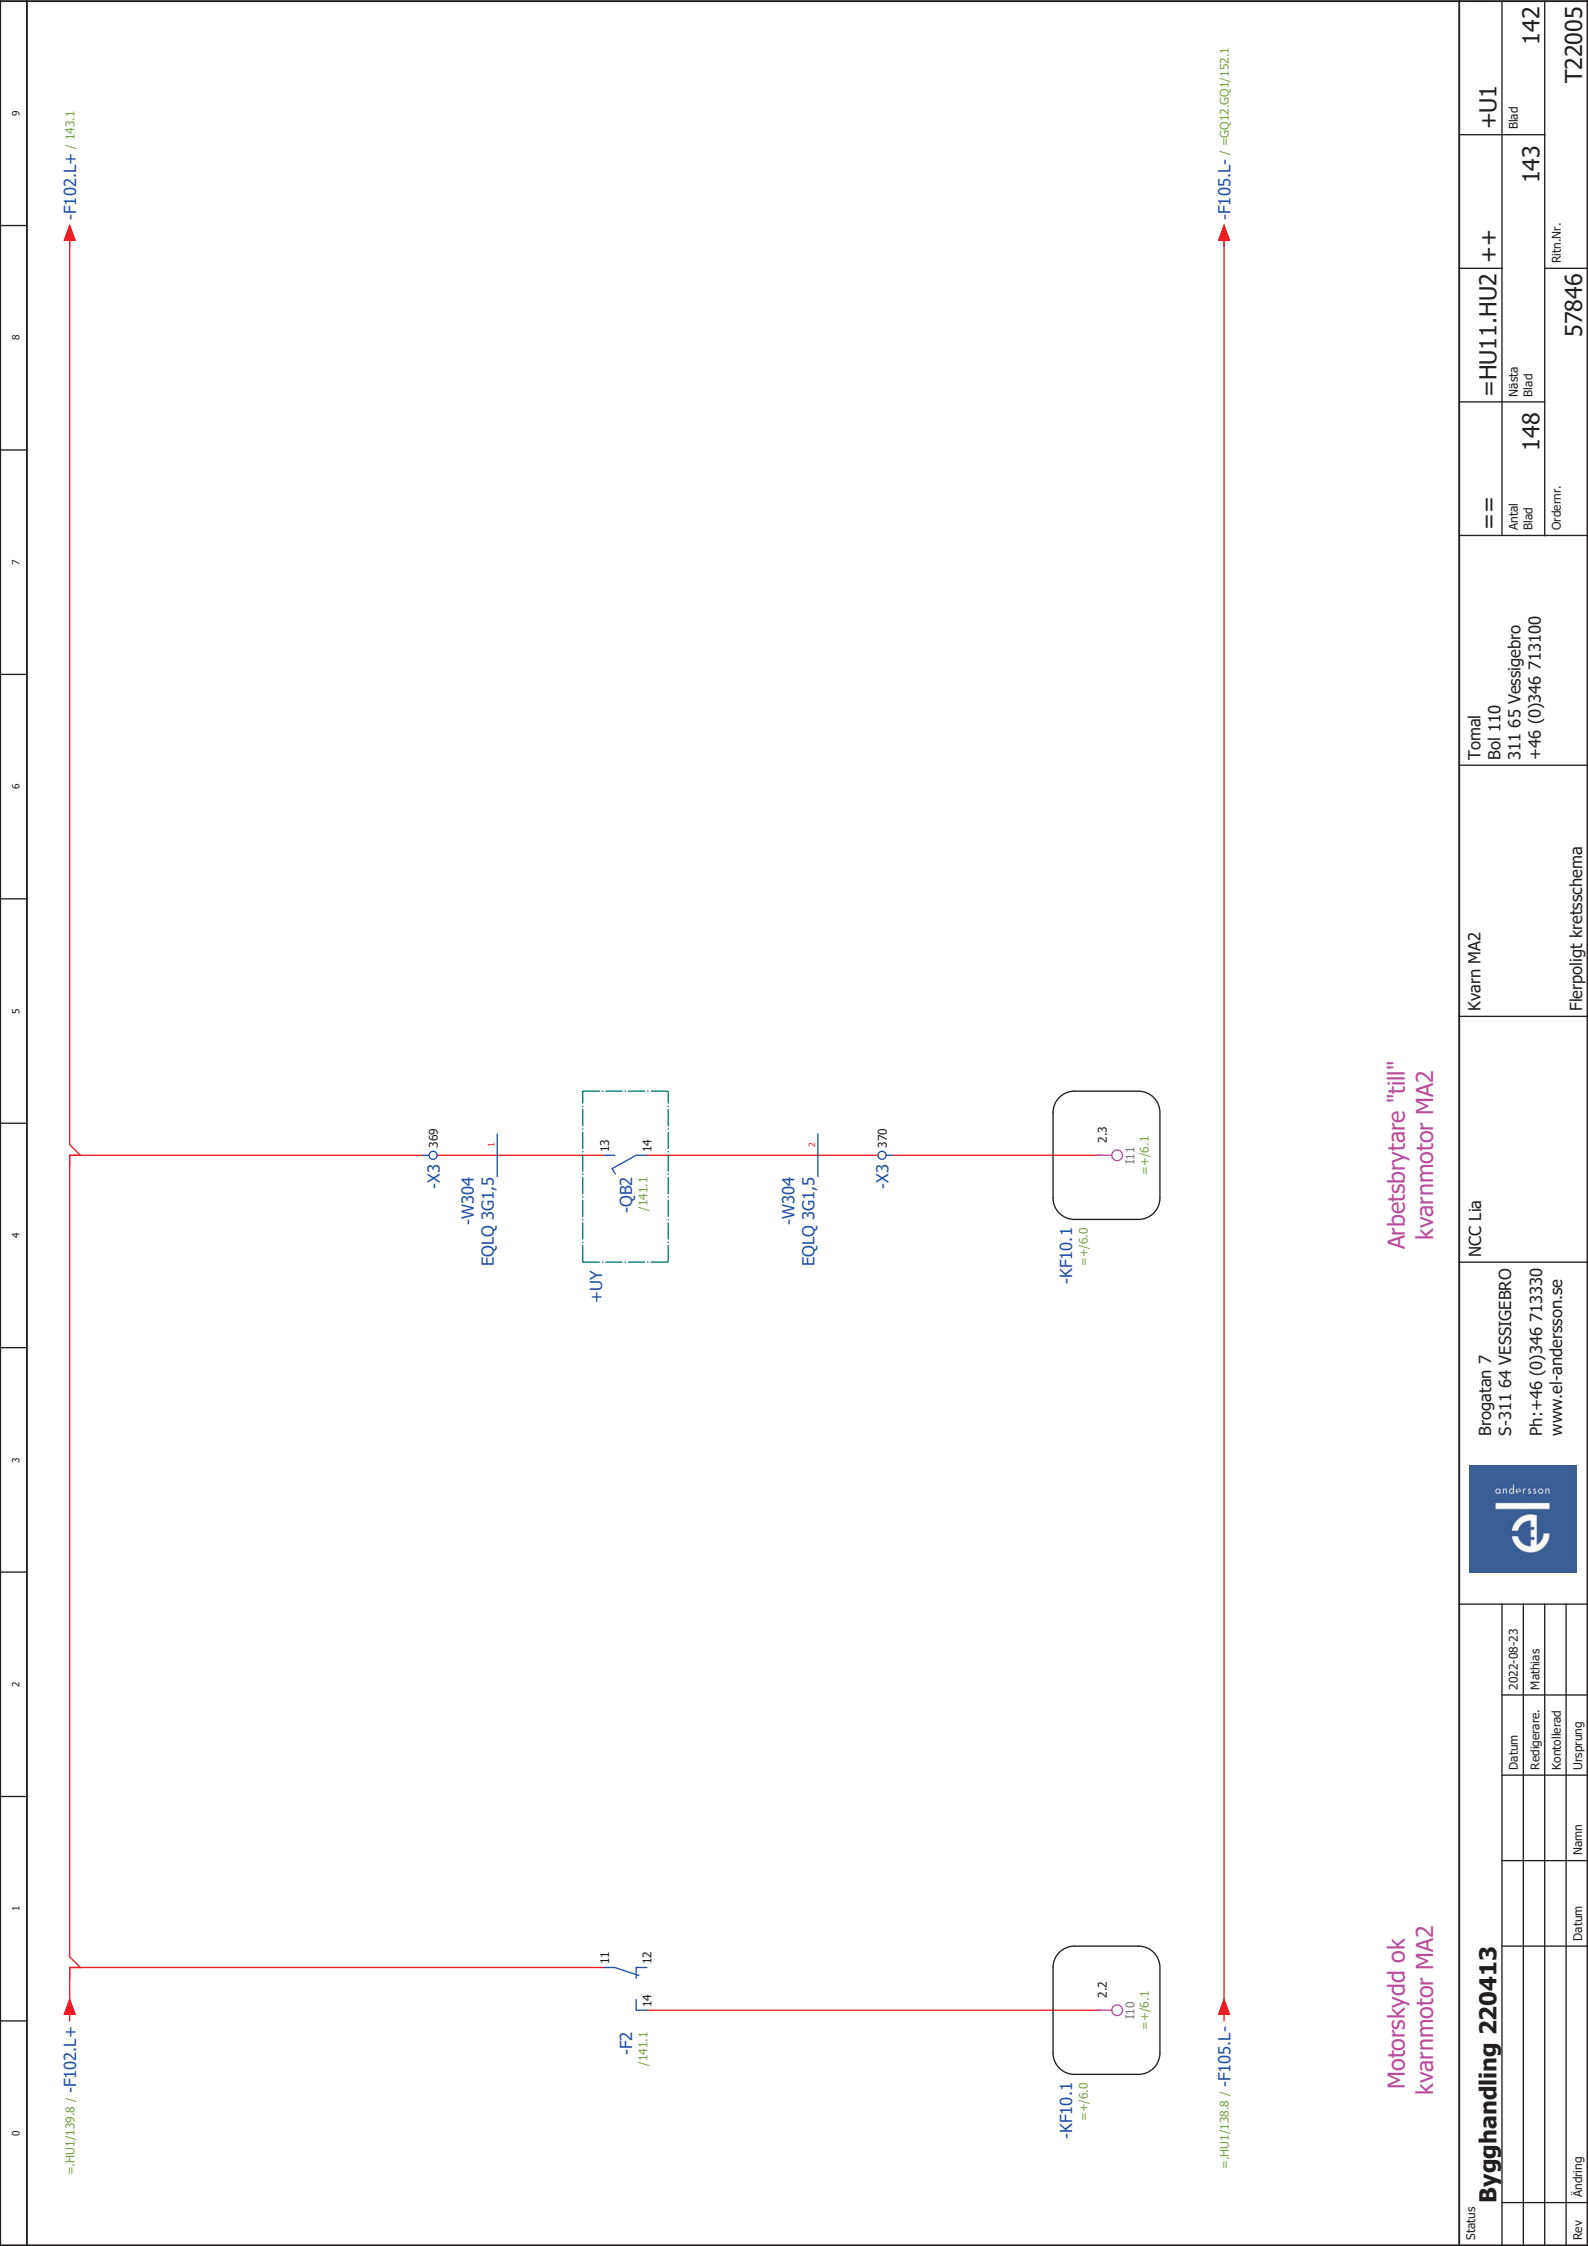 0 1 2 3 4 5 6 7 8 9
=.HU1/139.8 / -F102.L+
-F102.L+ / 143.1
-F2
/141.1
11
14 12
-KF10.1
=+/6.0
2.2
I10
=+/6.1
-X3 369
-W304
EQLQ 3G1,5
1
+UY
-QB2
/141.1
13
14
-W304
EQLQ 3G1,5
2
-X3 370
-KF10.1
=+/6.0
2.3
I11
=+/6.1
=.HU1/138.8 / -F105.L-
-F105.L- / =GQ12.GQ1/152.1
Motorskydd ok
kvarnmotor MA2
Arbetsbrytare "till"
kvarnmotor MA2
Status
Bygghandling 220413
Rev Ändring Datum Namn
Datum 2022-08-23
Redigerare. Mathias
Kontollerad
Ursprung
el andersson
Brogatan 7
S-311 64 VESSIGEBRO
Ph:+46 (0)346 713330
www.el-andersson.se
NCC Lia
Kvarn MA2
Flerpoligt kretsschema
Tomal
Bol 110
311 65 Vessigebro
+46 (0)346 713100
== =HU11.HU2 ++ +U1
Antal Blad 148
Nästa Blad 143
Blad 142
Ordernr. 57846
Ritn.Nr. T22005